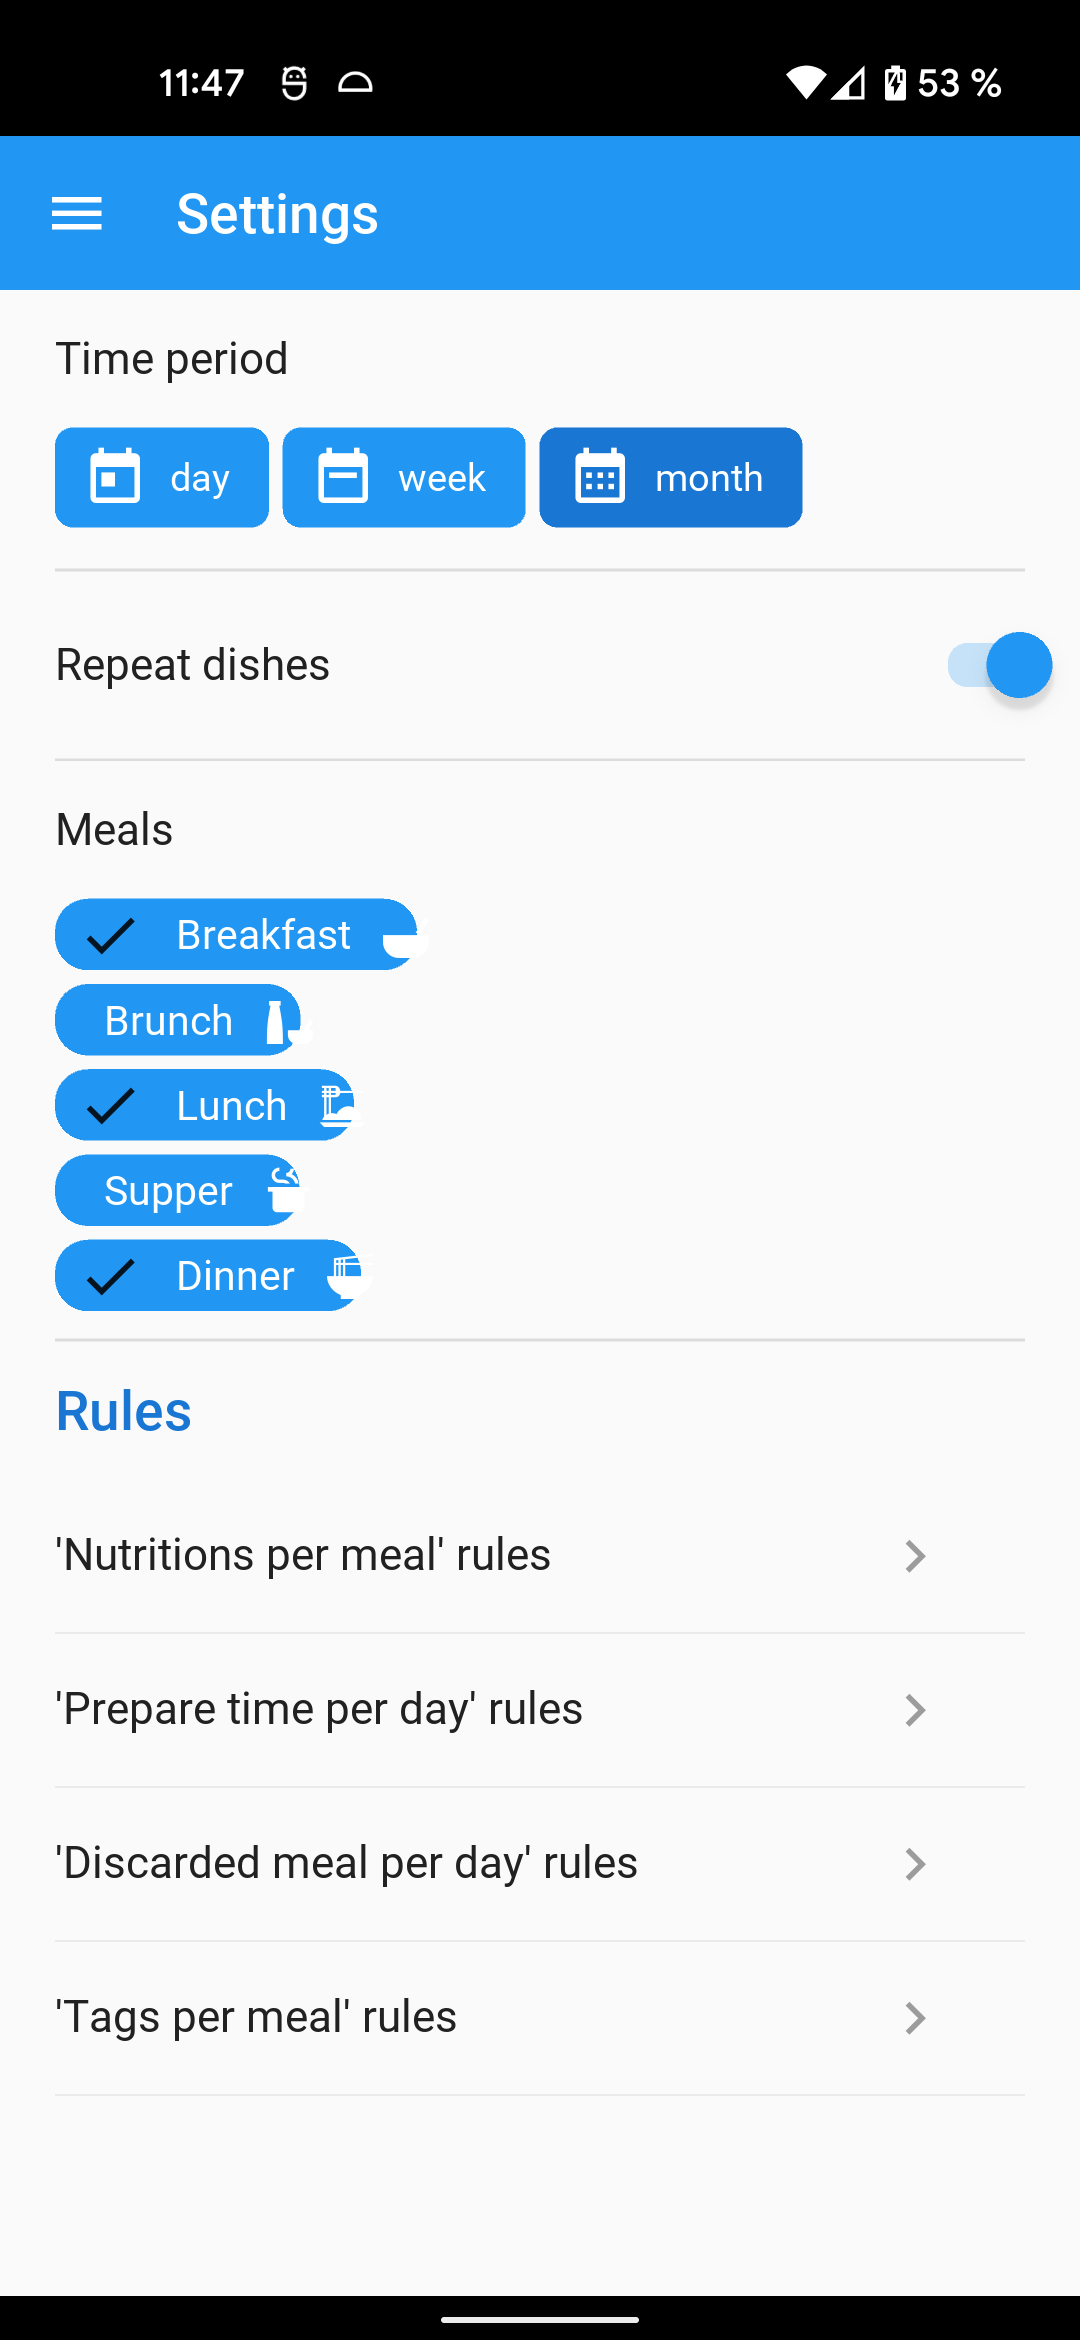 11:47
53 %
Settings
Time period
day
week
month
Repeat dishes
Meals
Breakfast
Brunch
Lunch
Supper
Dinner
Rules
'Nutritions per meal' rules
'Prepare time per day' rules
'Discarded meal per day' rules
'Tags per meal' rules